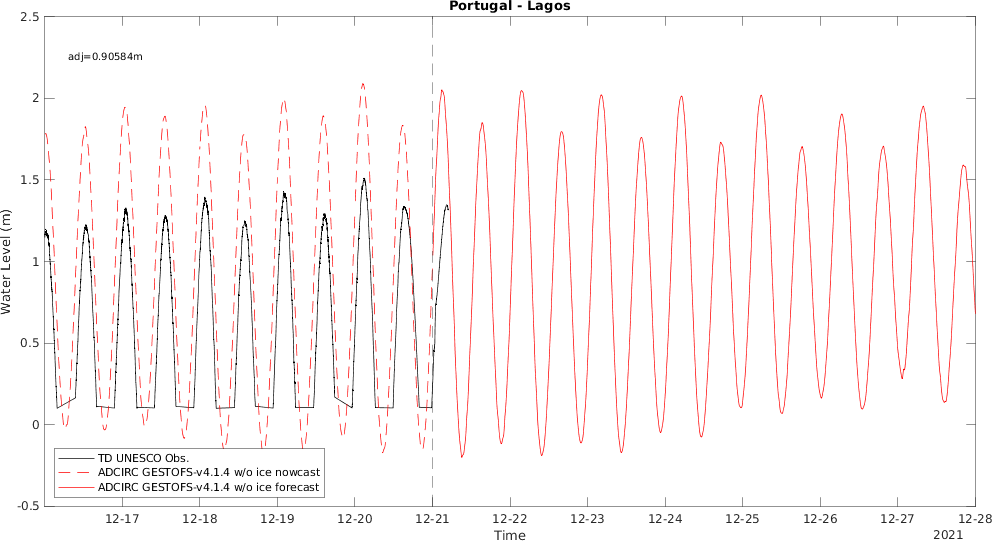 Portugal - Lagos
2.5
adj=0.90584m
2
1.5
1
0.5
0
-0.5
Water Level (m)
TD UNESCO Obs.
ADCIRC GESTOFS-v4.1.4 w/o ice nowcast
ADCIRC GESTOFS-v4.1.4 w/o ice forecast
12-17 12-18 12-19 12-20 12-21 12-22 12-23 12-24 12-25 12-26 12-27 12-28
Time
2021